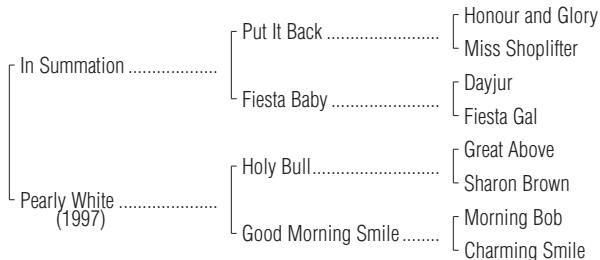 Honour and Glory
Put It Back ........................
Miss Shoplifter
In Summation ...................
Dayjur
Fiesta Baby .......................
Fiesta Gal
Great Above
Holy Bull...........................
Sharon Brown
Pearly White .....................
(1997)
Morning Bob
Good Morning Smile ........
Charming Smile